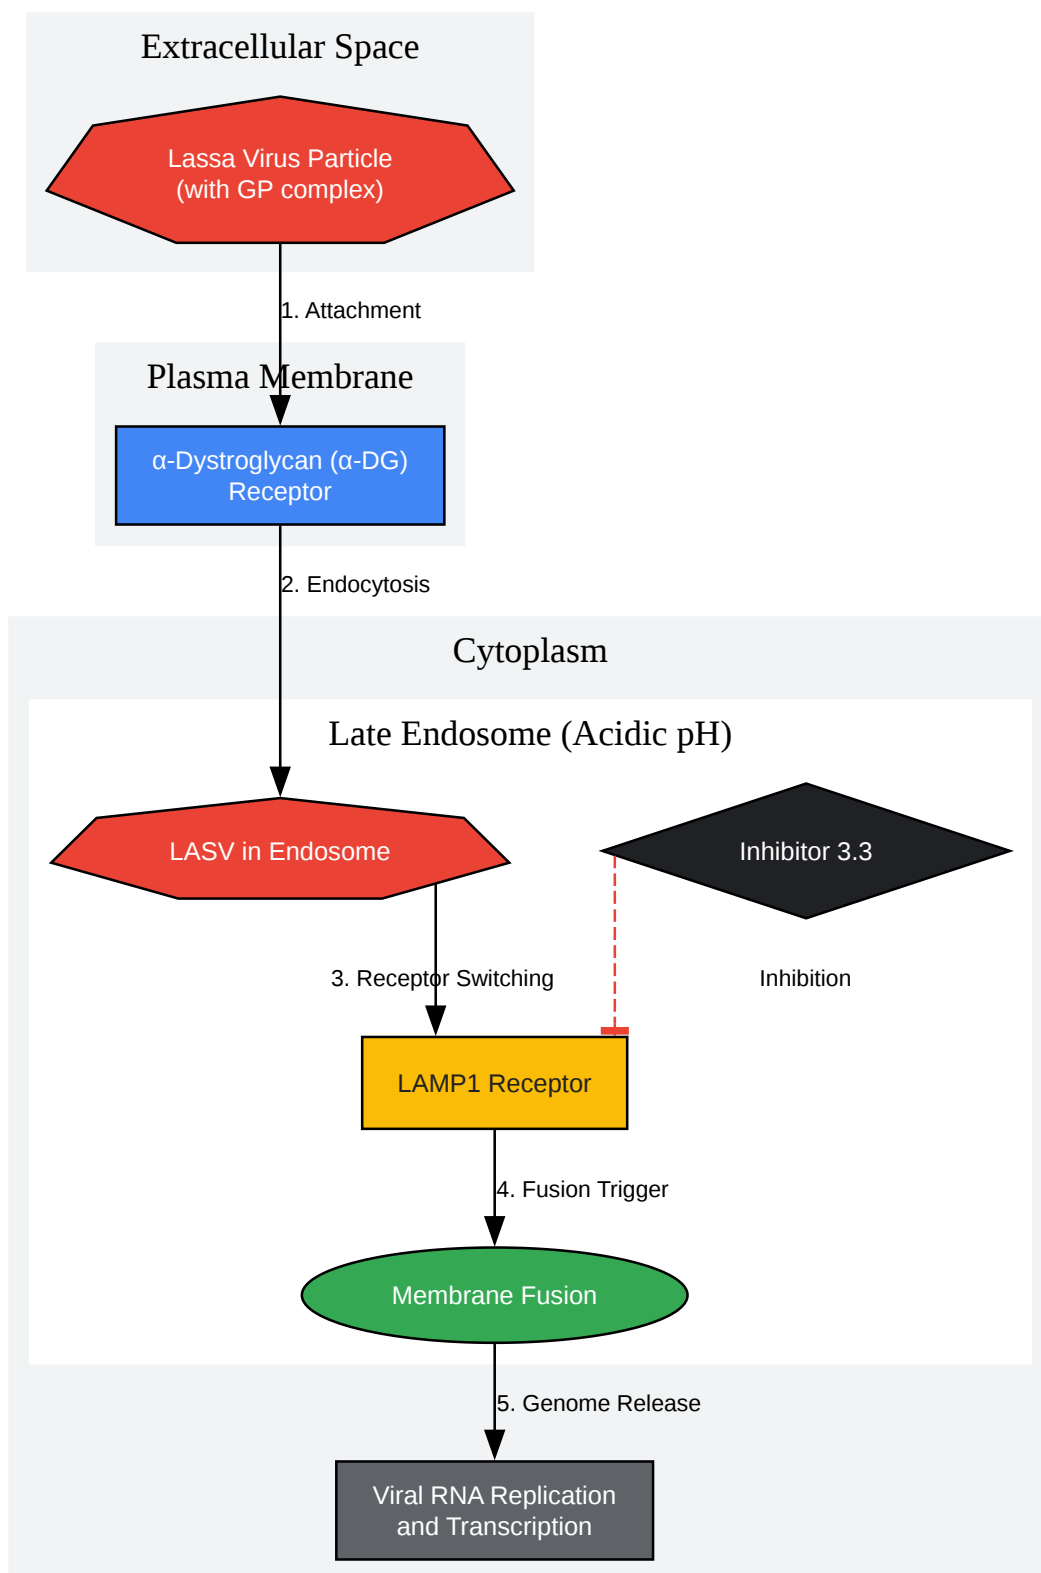 Extracellular Space
Lassa Virus Particle
(with GP complex)
1. Attachment
Plasma Membrane
α-Dystroglycan (α-DG)
Receptor
2. Endocytosis
Cytoplasm
Late Endosome (Acidic pH)
LASV in Endosome
Inhibitor 3.3
3. Receptor Switching
Inhibition
LAMP1 Receptor
4. Fusion Trigger
Membrane Fusion
5. Genome Release
Viral RNA Replication
and Transcription